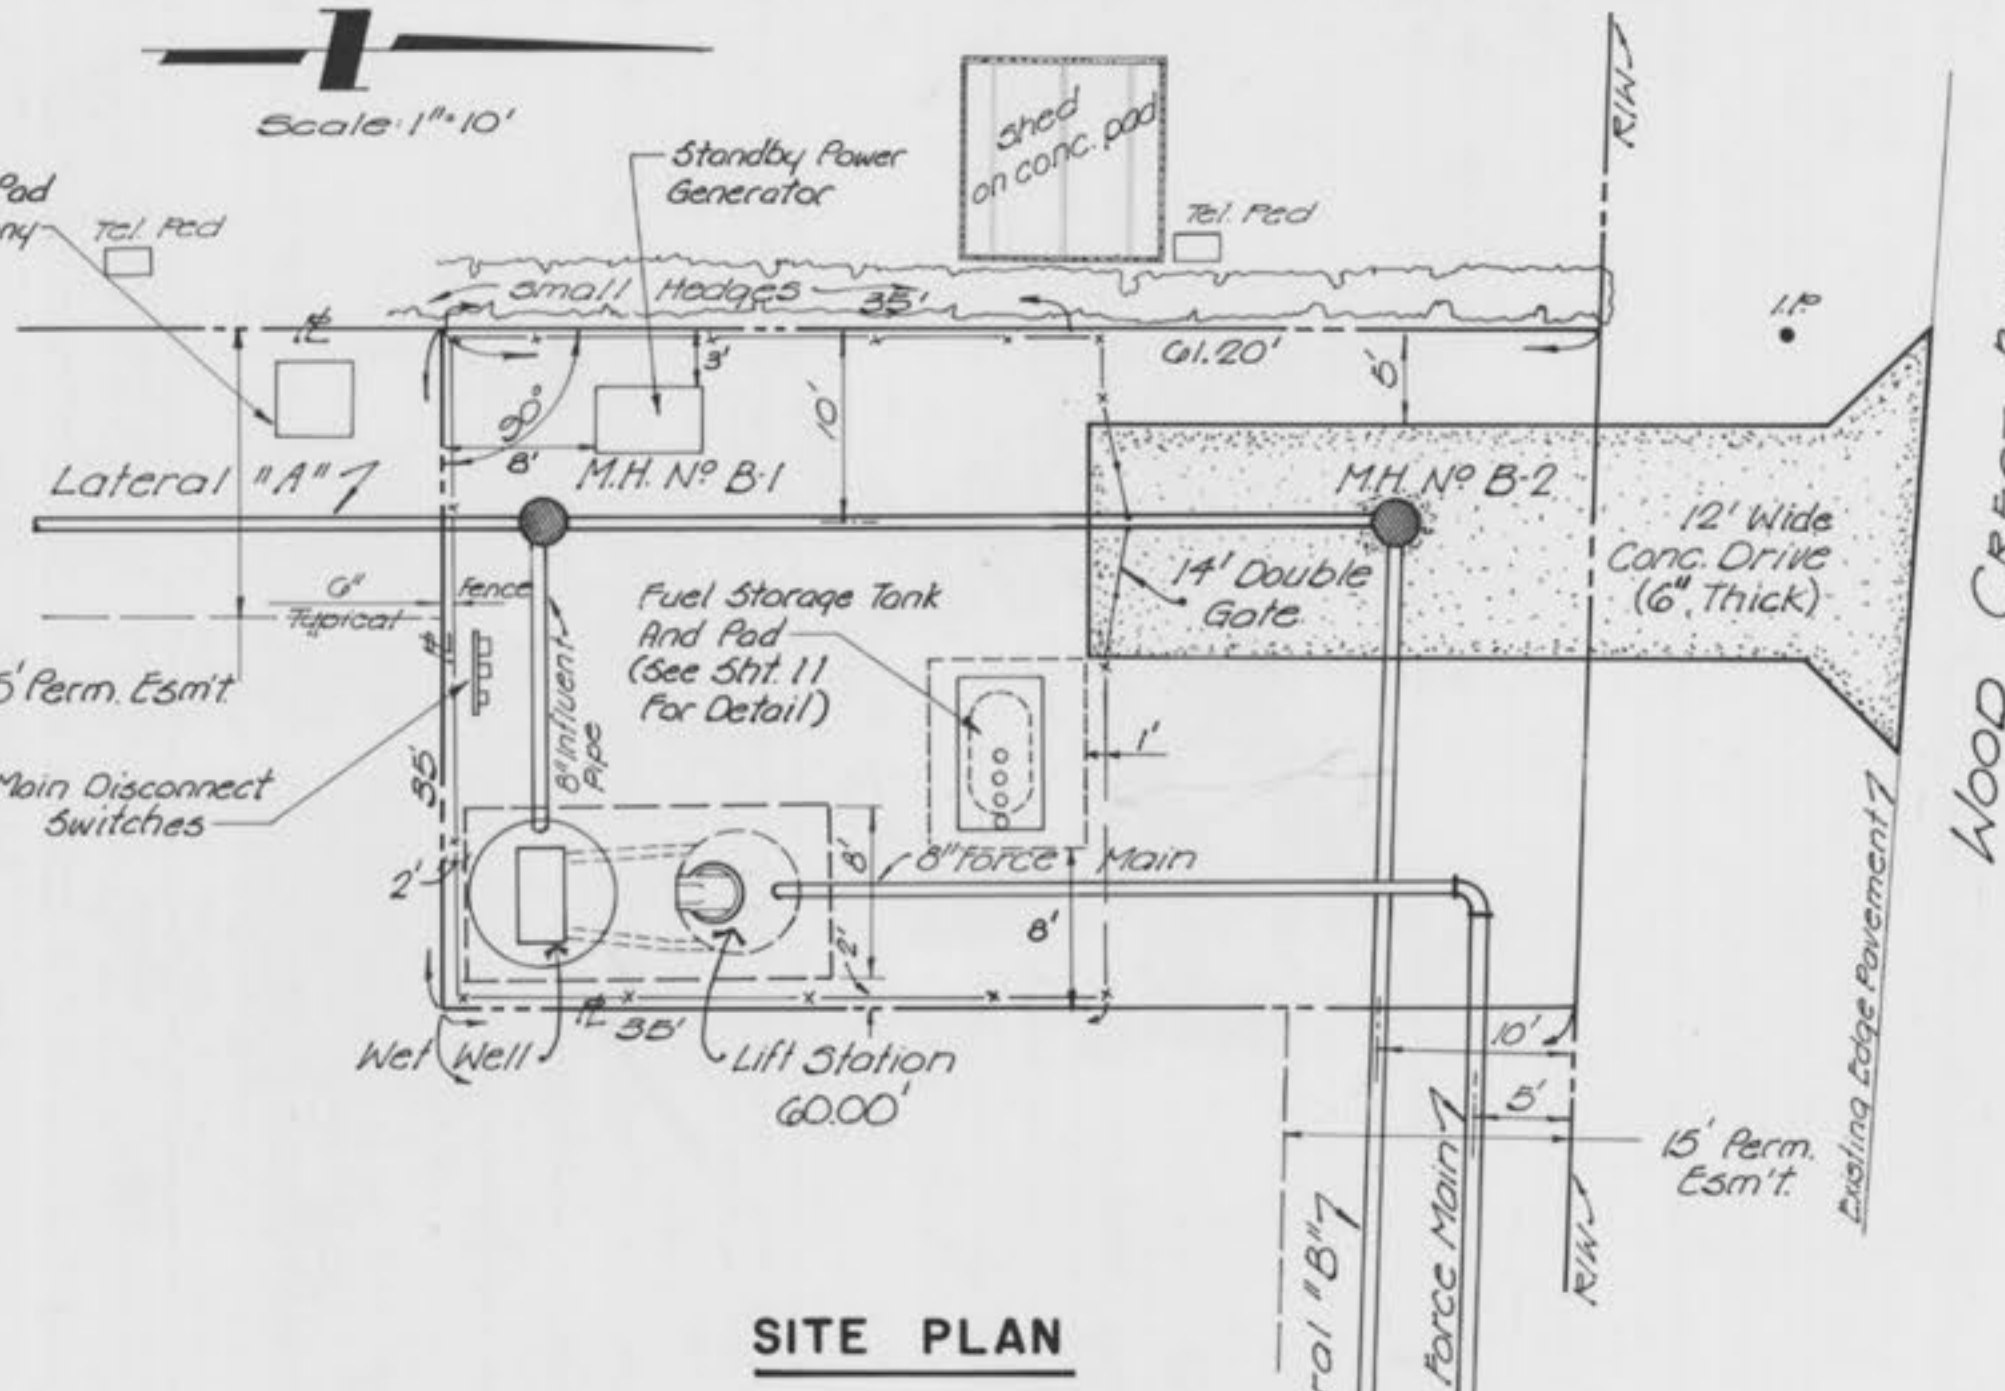 Scale: 1"=10'
Standby Power
Generator
Shed
on conc. pad
R/W
Pad
Tel. Ped
Tel. Ped
Small Hedges
35'
I.P.
PL
61.20'
3'
5'
10'
90°
8'
Lateral "A"
M.H. Nº B-1
M.H. Nº B-2
12' Wide
Conc. Drive
(6" Thick)
14' Double
Gate
6"
Fence
Typical
Fuel Storage Tank
And Pad
(See Sht. 11
For Detail)
5' Perm. Esm't.
8" Influent
Pipe
1'
Main Disconnect
Switches
35'
2'
8'
8" Force Main
8'
2'
PL
35'
Wet Well
Lift Station
60.00'
10'
5'
15' Perm.
Esm't.
Existing Edge Pavement
WOOD
"B"
Force Main
R/W
SITE PLAN